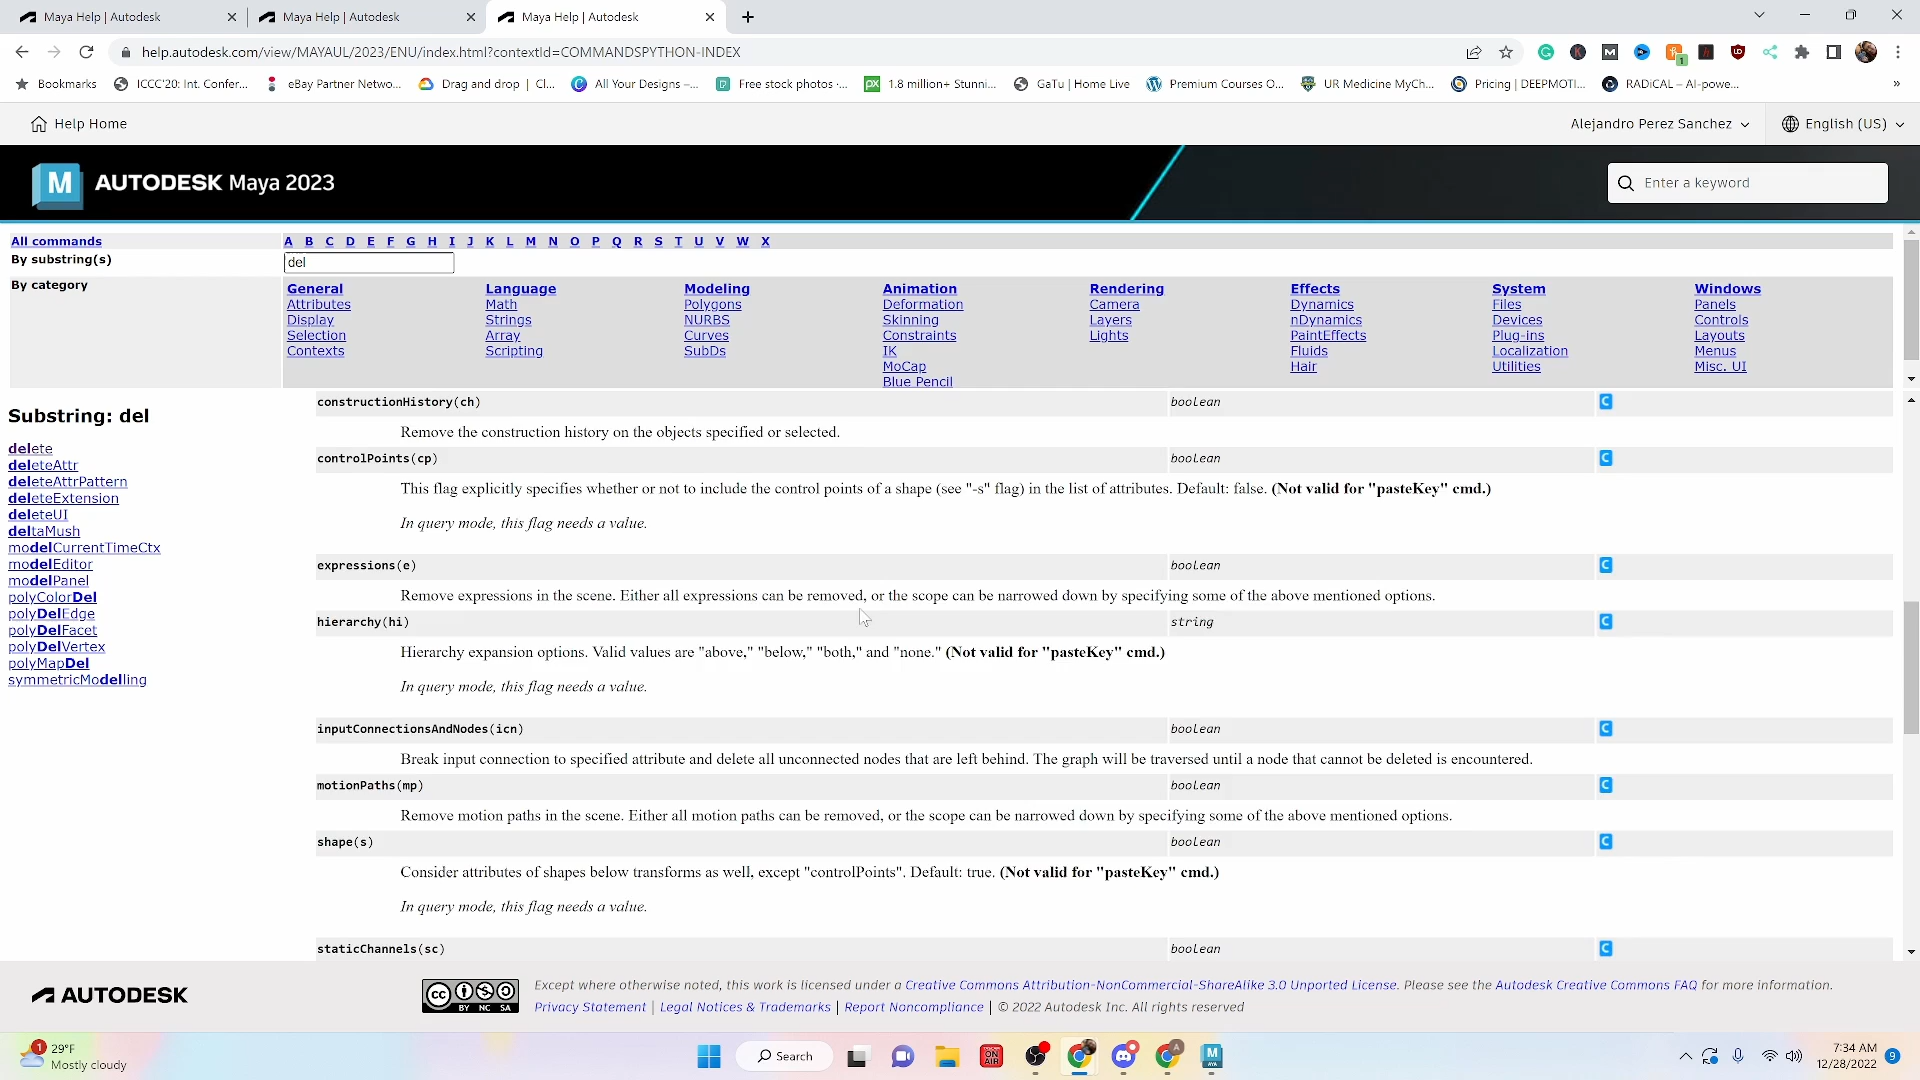 Maya Help | Autodesk
Maya Help | Autodesk
Maya Help | Autodesk
help.autodesk.com/view/MAYAUL/2023/ENU/index.html?contextId=COMMANDSPYTHON-INDEX
Bookmarks ICCC'20: Int. Confer... eBay Partner Netwo... Drag and drop | Cl... All Your Designs –... Free stock photos ·... 1.8 million+ Stunni... GaTu | Home Live Premium Courses O... UR Medicine MyCh... Pricing | DEEPMOTI... RADiCAL – AI-powe... »
Help Home Alejandro Perez Sanchez English (US)
M AUTODESK Maya 2023 Enter a keyword
All commands A B C D E F G H I J K L M N O P Q R S T U V W X
By substring(s) del
By category General Language Modeling Animation Rendering Effects System Windows
Attributes Math Polygons Deformation Camera Dynamics Files Panels
Display Strings NURBS Skinning Layers nDynamics Devices Controls
Selection Array Curves Constraints Lights PaintEffects Plug-ins Layouts
Contexts Scripting SubDs IK Fluids Localization Menus
MoCap Hair Utilities Misc. UI
Blue Pencil
Substring: del
delete
deleteAttr
deleteAttrPattern
deleteExtension
deleteUI
deltaMush
modelCurrentTimeCtx
modelEditor
modelPanel
polyColorDel
polyDelEdge
polyDelFacet
polyDelVertex
polyMapDel
symmetricModelling
constructionHistory(ch) boolean C
Remove the construction history on the objects specified or selected.
controlPoints(cp) boolean C
This flag explicitly specifies whether or not to include the control points of a shape (see "-s" flag) in the list of attributes. Default: false. (Not valid for "pasteKey" cmd.)
In query mode, this flag needs a value.
expressions(e) boolean C
Remove expressions in the scene. Either all expressions can be removed, or the scope can be narrowed down by specifying some of the above mentioned options.
hierarchy(hi) string C
Hierarchy expansion options. Valid values are "above," "below," "both," and "none." (Not valid for "pasteKey" cmd.)
In query mode, this flag needs a value.
inputConnectionsAndNodes(icn) boolean C
Break input connection to specified attribute and delete all unconnected nodes that are left behind. The graph will be traversed until a node that cannot be deleted is encountered.
motionPaths(mp) boolean C
Remove motion paths in the scene. Either all motion paths can be removed, or the scope can be narrowed down by specifying some of the above mentioned options.
shape(s) boolean C
Consider attributes of shapes below transforms as well, except "controlPoints". Default: true. (Not valid for "pasteKey" cmd.)
In query mode, this flag needs a value.
staticChannels(sc) boolean C
AUTODESK
cc BY NC SA
Except where otherwise noted, this work is licensed under a Creative Commons Attribution-NonCommercial-ShareAlike 3.0 Unported License. Please see the Autodesk Creative Commons FAQ for more information.
Privacy Statement | Legal Notices & Trademarks | Report Noncompliance | © 2022 Autodesk Inc. All rights reserved
1 29°F
Mostly cloudy
Search
ON AIR
7:34 AM
12/28/2022
9